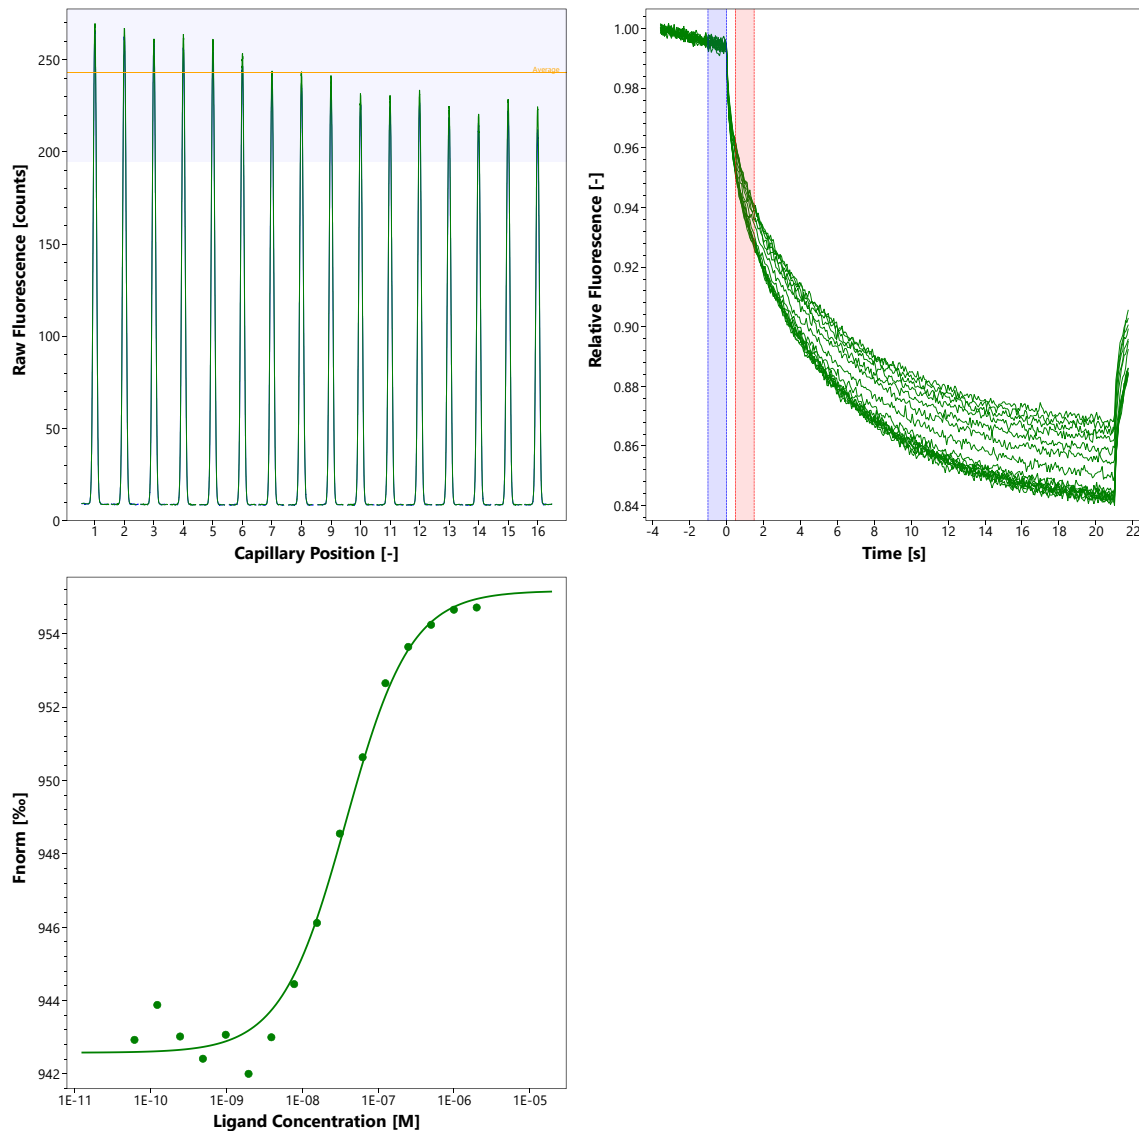 Raw Fluorescence [counts]
250
200
150
100
50
0
Average
1 2 3 4 5 6 7 8 9 10 11 12 13 14 15 16
Capillary Position [-]
Relative Fluorescence [-]
1.00
0.98
0.96
0.94
0.92
0.90
0.88
0.86
0.84
-4 -2 0 2 4 6 8 10 12 14 16 18 20 22
Time [s]
Fnorm [‰]
954
952
950
948
946
944
942
1E-11 1E-10 1E-09 1E-08 1E-07 1E-06 1E-05
Ligand Concentration [M]